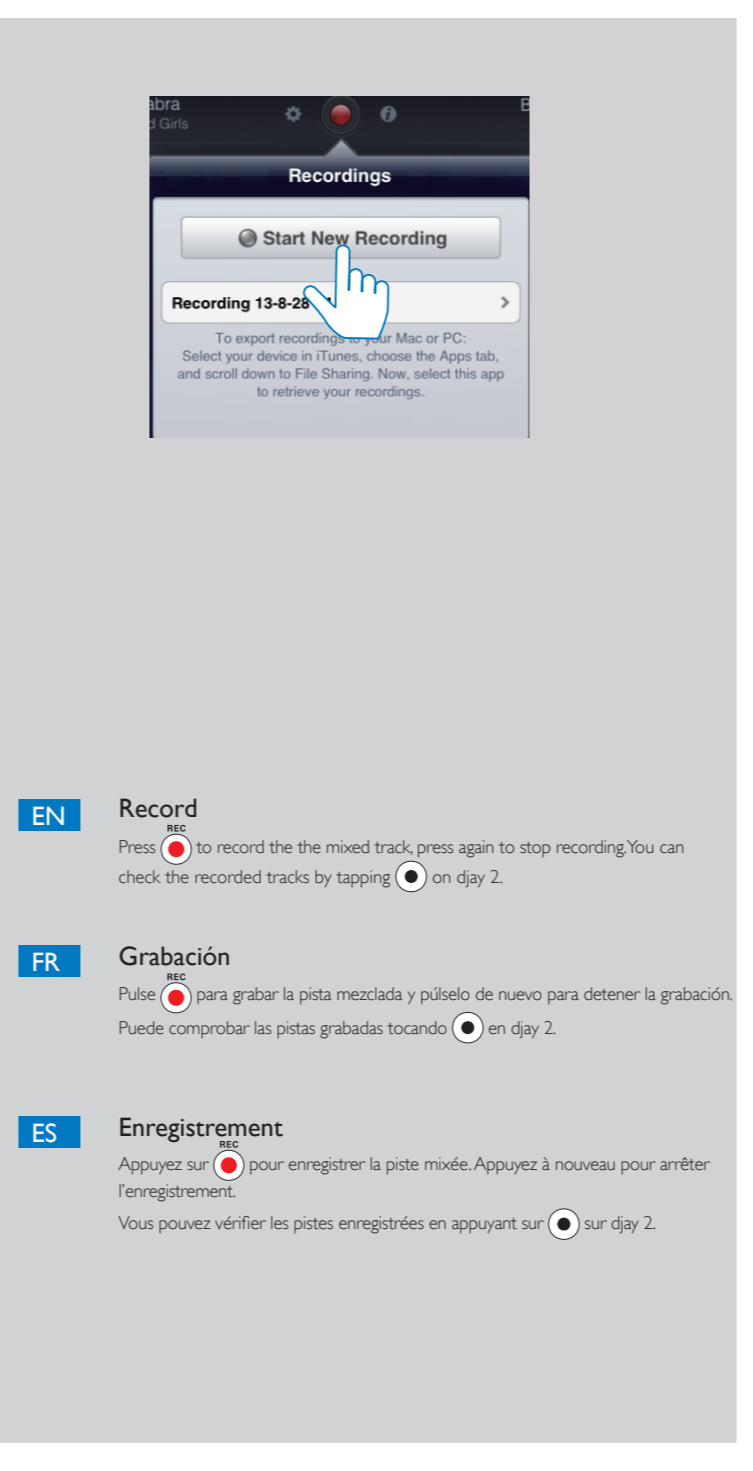 abra
d Girls
B
Recordings
Start New Recording
Recording 13-8-28
To export recordings to your Mac or PC:
Select your device in iTunes, choose the Apps tab,
and scroll down to File Sharing. Now, select this app
to retrieve your recordings.
EN
Record
REC
Press to record the the mixed track, press again to stop recording. You can
check the recorded tracks by tapping on djay 2.
FR
Grabación
REC
Pulse para grabar la pista mezclada y púlselo de nuevo para detener la grabación.
Puede comprobar las pistas grabadas tocando en djay 2.
ES
Enregistrement
REC
Appuyez sur pour enregistrer la piste mixée. Appuyez à nouveau pour arrêter
l'enregistrement.
Vous pouvez vérifier les pistes enregistrées en appuyant sur sur djay 2.